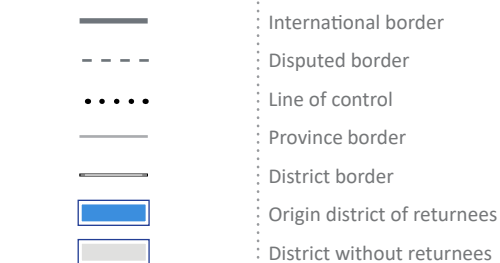 International border
Disputed border
Line of control
Province border
District border
Origin district of returnees
District without returnees